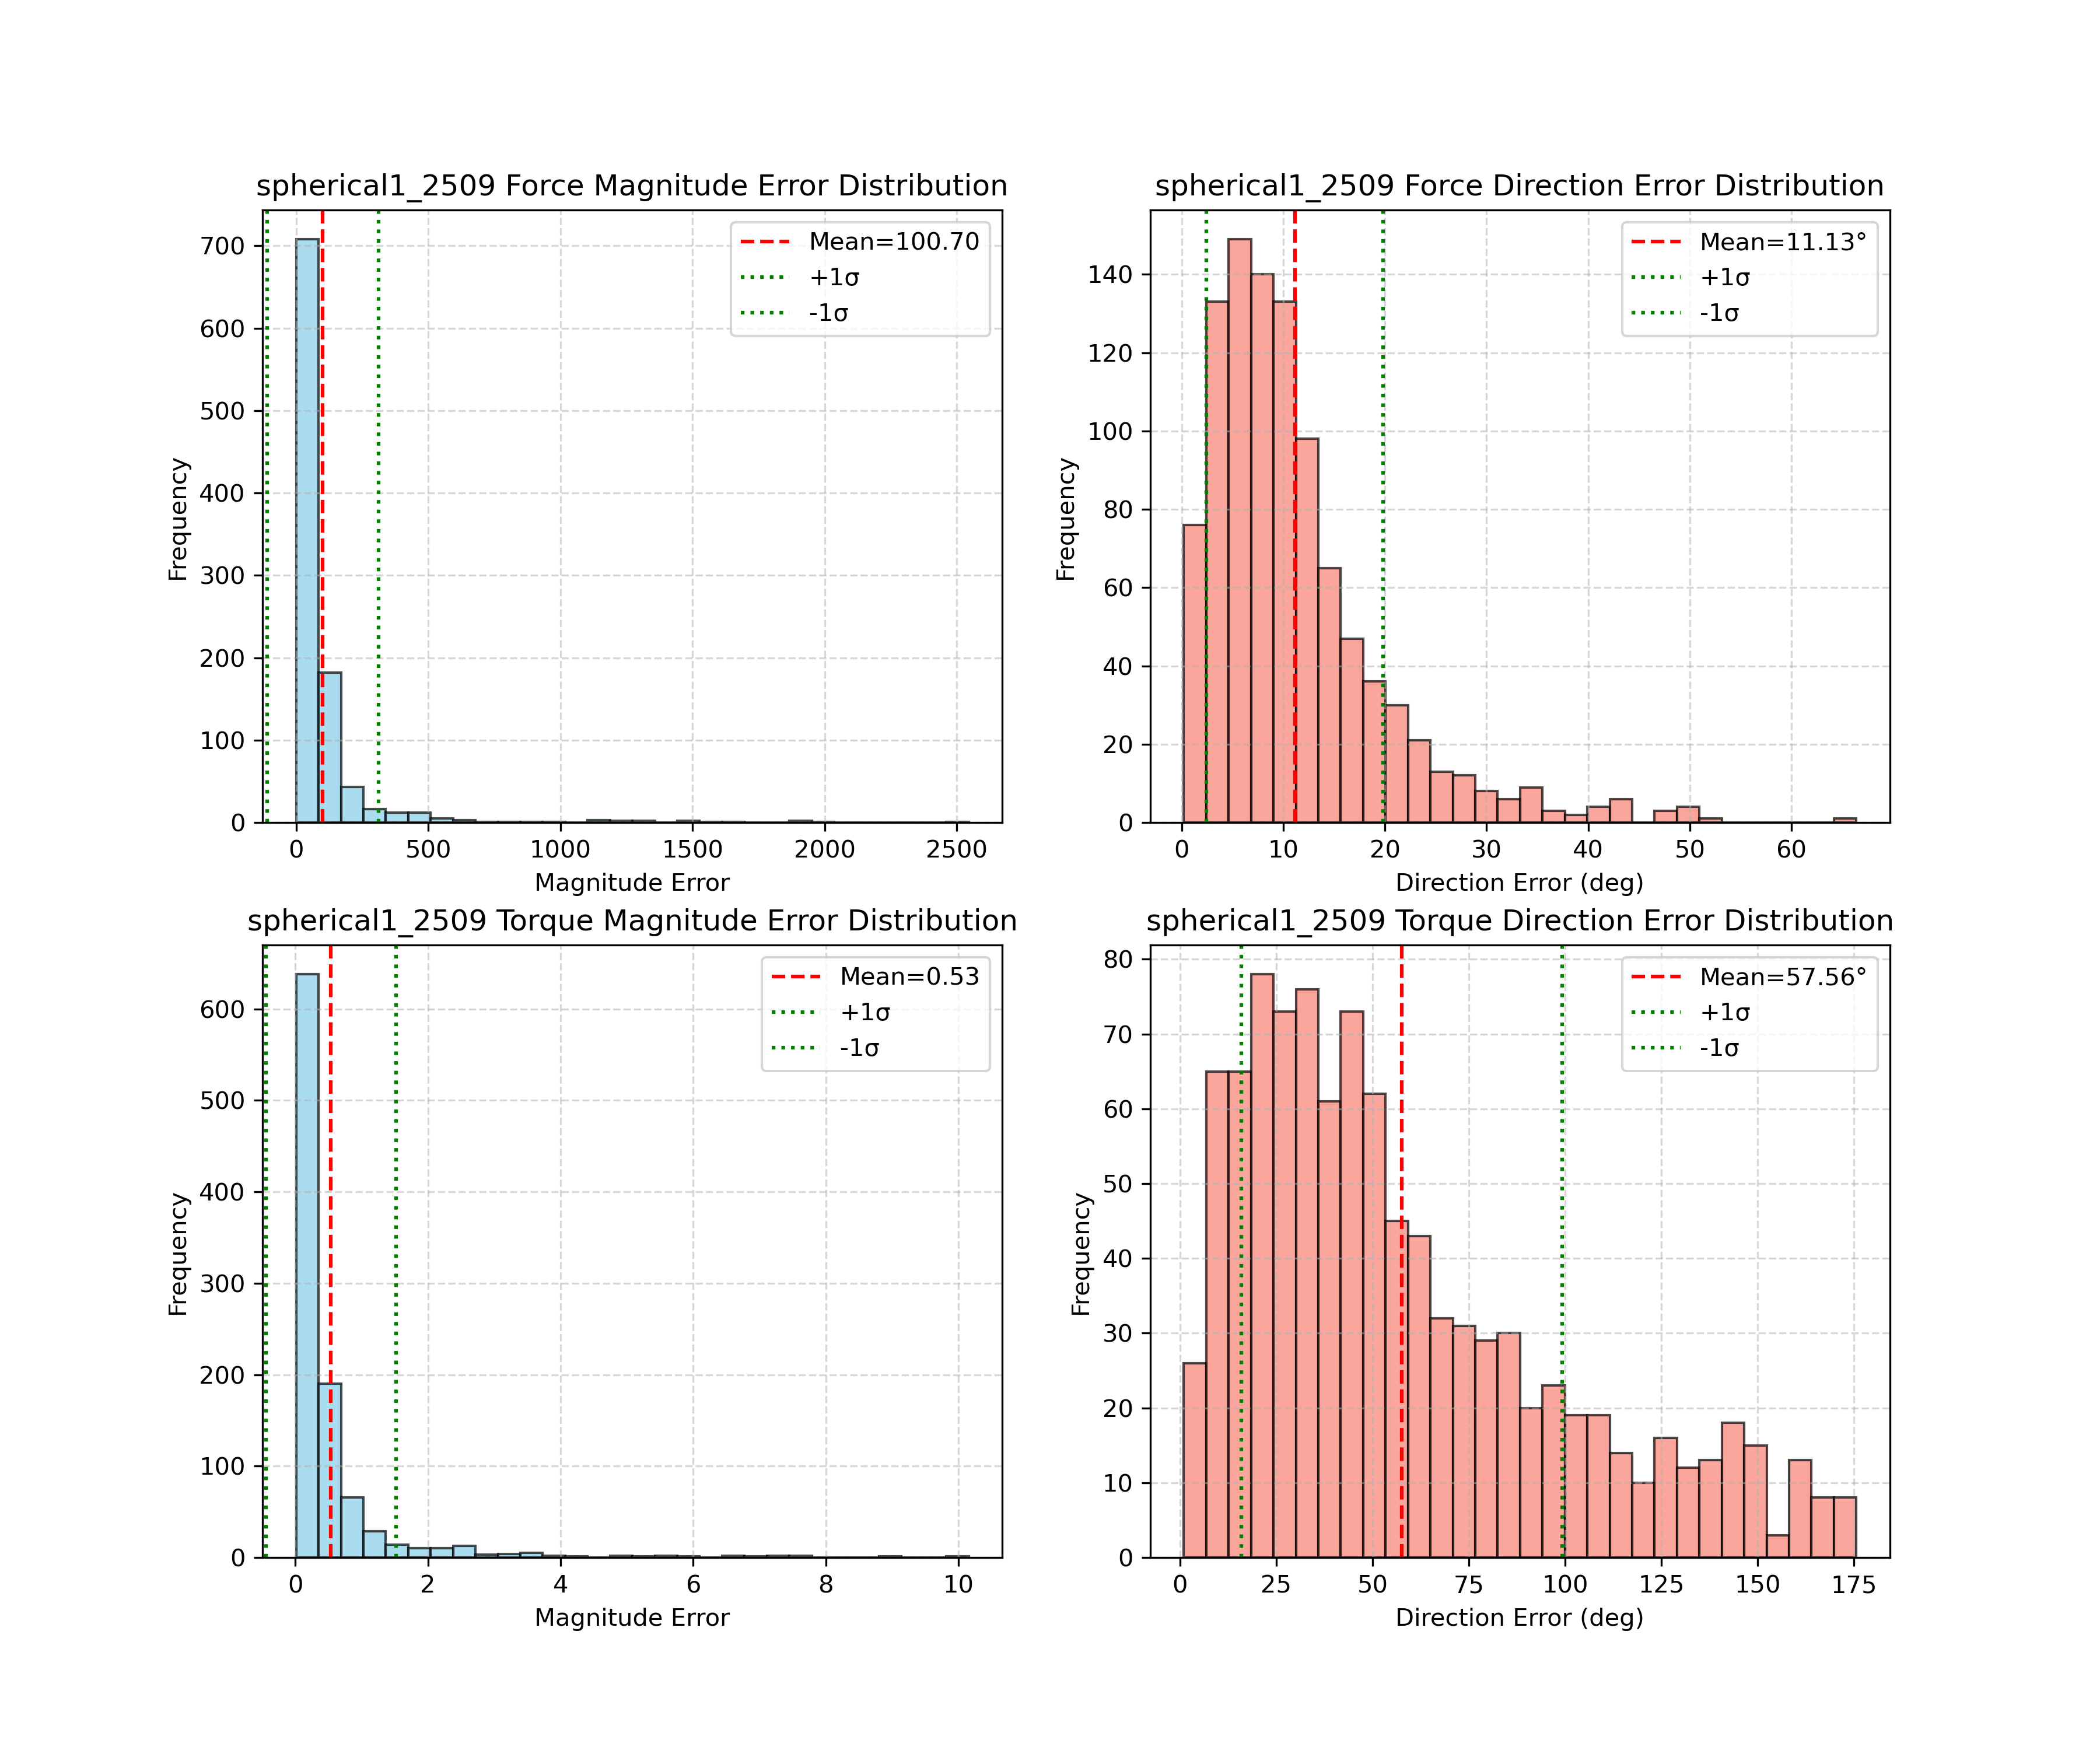 spherical1_2509 Force Magnitude Error Distribution
Mean=100.70
+1σ
-1σ
Frequency
700
600
500
400
300
200
100
0
0 500 1000 1500 2000 2500
Magnitude Error
spherical1_2509 Force Direction Error Distribution
Mean=11.13°
+1σ
-1σ
Frequency
140
120
100
80
60
40
20
0
0 10 20 30 40 50 60
Direction Error (deg)
spherical1_2509 Torque Magnitude Error Distribution
Mean=0.53
+1σ
-1σ
Frequency
600
500
400
300
200
100
0
0 2 4 6 8 10
Magnitude Error
spherical1_2509 Torque Direction Error Distribution
Mean=57.56°
+1σ
-1σ
Frequency
80
70
60
50
40
30
20
10
0
0 25 50 75 100 125 150 175
Direction Error (deg)